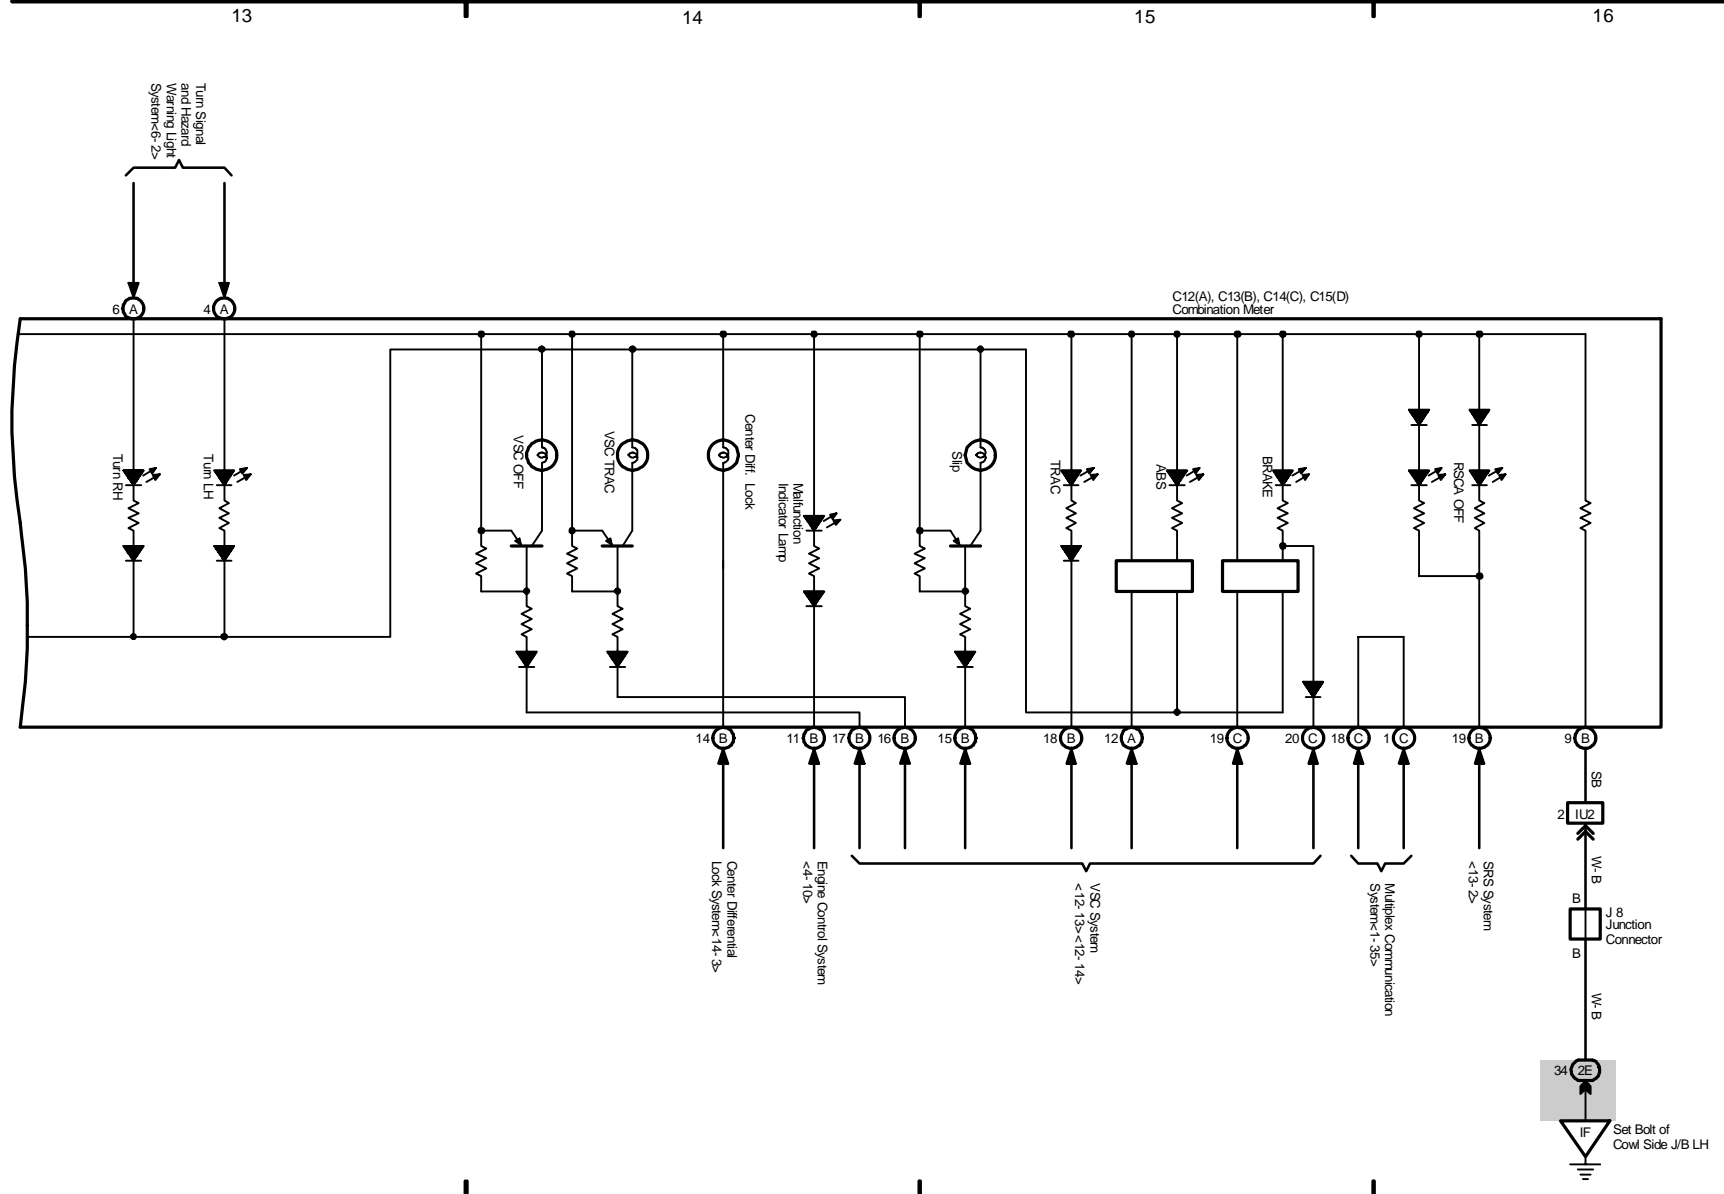 13
14
15
16
Turn Signal
and Hazard
Warning Light
System<6- 2>
C12(A), C13(B), C14(C), C15(D)
Combination Meter
6 A
4 A
Turn RH
Turn LH
VSC OFF
VSC TRAC
Center Diff. Lock
Malfunction
Indicator Lamp
Slip
TRAC
ABS
BRAKE
RSCA OFF
14 B
11 B
17 B
16 B
15 B
18 B
12 A
19 C
20 C
18 C
1 C
19 B
9 B
SB
2 IU2
W- B
B
J 8
Junction
Connector
B
W- B
34 2E
IF
Set Bolt of
Cowl Side J/B LH
Center Differential
Lock System<14- 3>
Engine Control System
<4- 10>
VSC System
<12- 13><12- 14>
Multiplex Communication
System<1- 35>
SRS System
<13- 2>